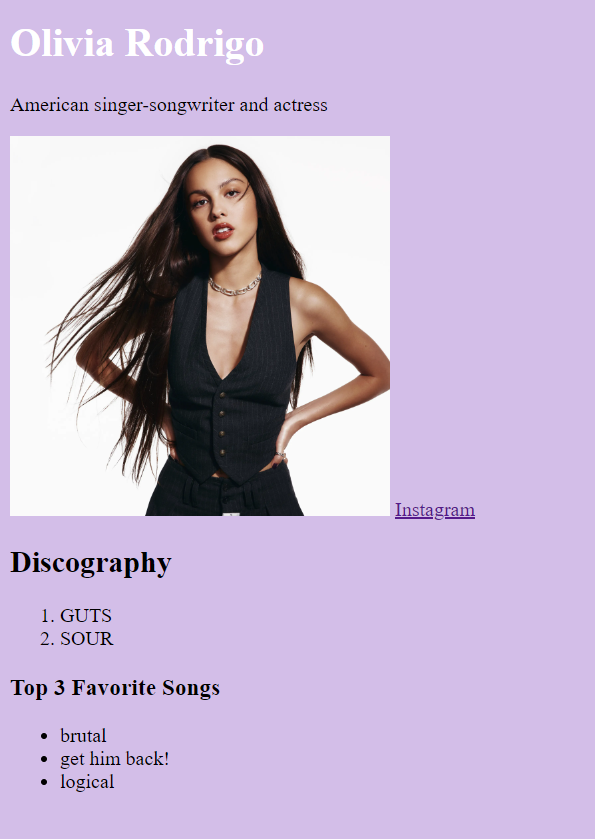 Olivia Rodrigo
American singer-songwriter and actress
Instagram
Discography
1. GUTS
2. SOUR
Top 3 Favorite Songs
• brutal
• get him back!
• logical